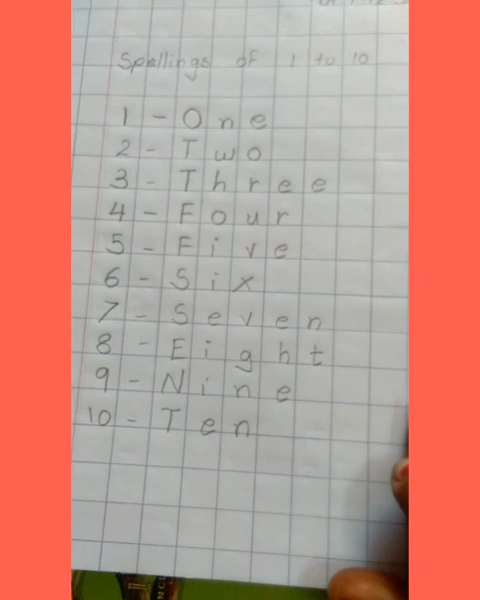 Spellings of 1 to 10
1 - One
2 - Two
3 - Three
4 - Four
5 - Five
6 - Six
7 - Seven
8 - Eight
9 - Nine
10 - Ten